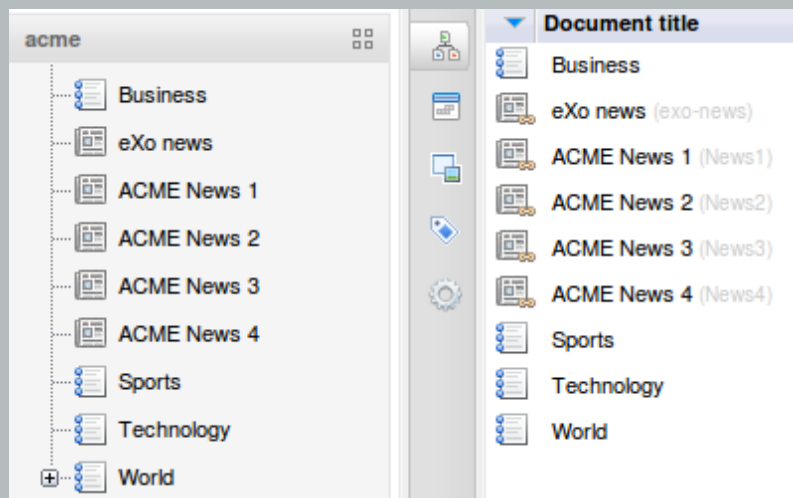 acme
Business
eXo news
ACME News 1
ACME News 2
ACME News 3
ACME News 4
Sports
Technology
World
Document title
Business
eXo news (exo-news)
ACME News 1 (News1)
ACME News 2 (News2)
ACME News 3 (News3)
ACME News 4 (News4)
Sports
Technology
World